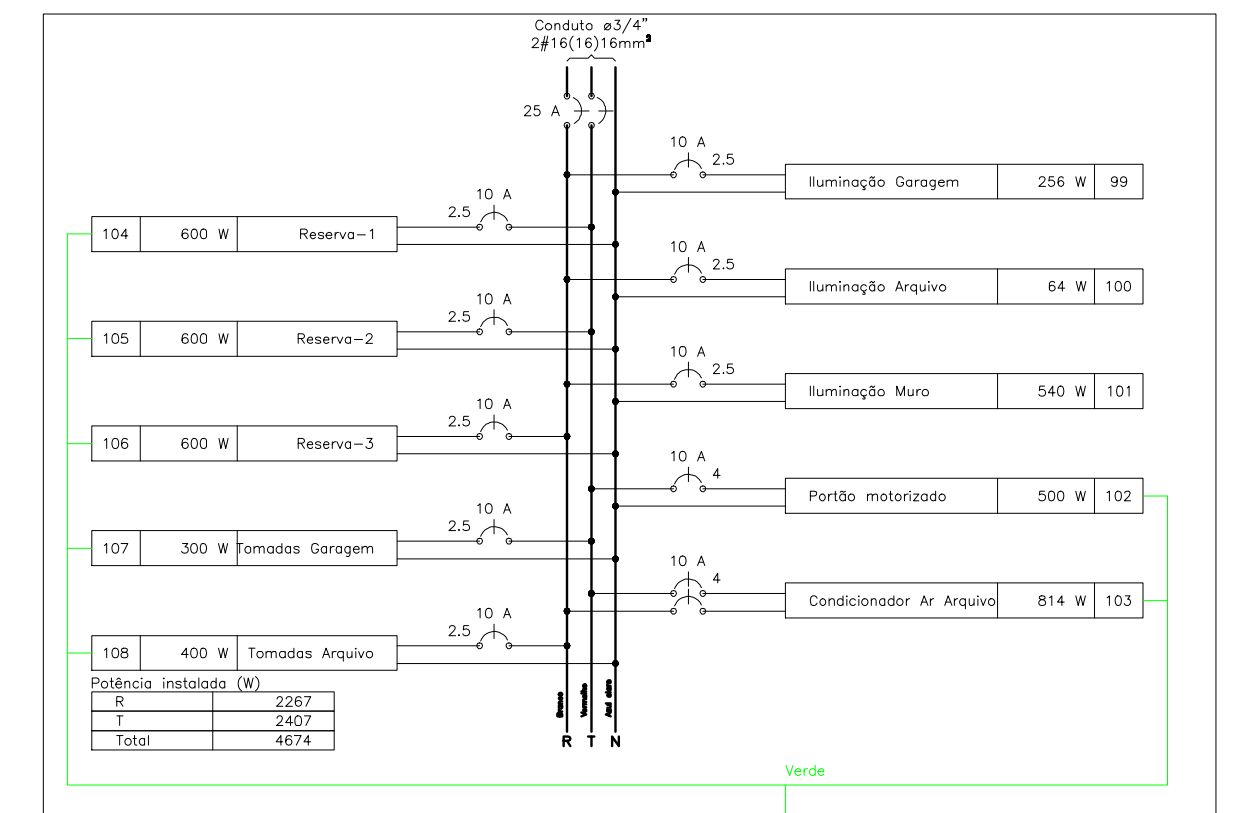 Conduto ø3/4"
2#16(16)16mm²
25 A
10 A
2.5
Iluminação Garagem 256 W 99
10 A
2.5
104 600 W Reserva-1
10 A
2.5
Iluminação Arquivo 64 W 100
10 A
2.5
105 600 W Reserva-2
10 A
2.5
Iluminação Muro 540 W 101
10 A
2.5
106 600 W Reserva-3
10 A
4
Portão motorizado 500 W 102
10 A
2.5
107 300 W Tomadas Garagem
10 A
4
Condicionador Ar Arquivo 814 W 103
10 A
2.5
108 400 W Tomadas Arquivo
Potência instalada (W)
R 2267
T 2407
Total 4674
Branco
Vermelho
Azul claro
R T N
Verde